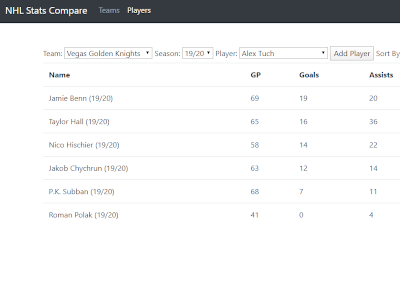 NHL Stats Compare Teams Players
Team: Vegas Golden Knights Season: 19/20 Player: Alex Tuch Add Player Sort By
Name GP Goals Assists
Jamie Benn (19/20) 69 19 20
Taylor Hall (19/20) 65 16 36
Nico Hischier (19/20) 58 14 22
Jakob Chychrun (19/20) 63 12 14
P.K. Subban (19/20) 68 7 11
Roman Polak (19/20) 41 0 4